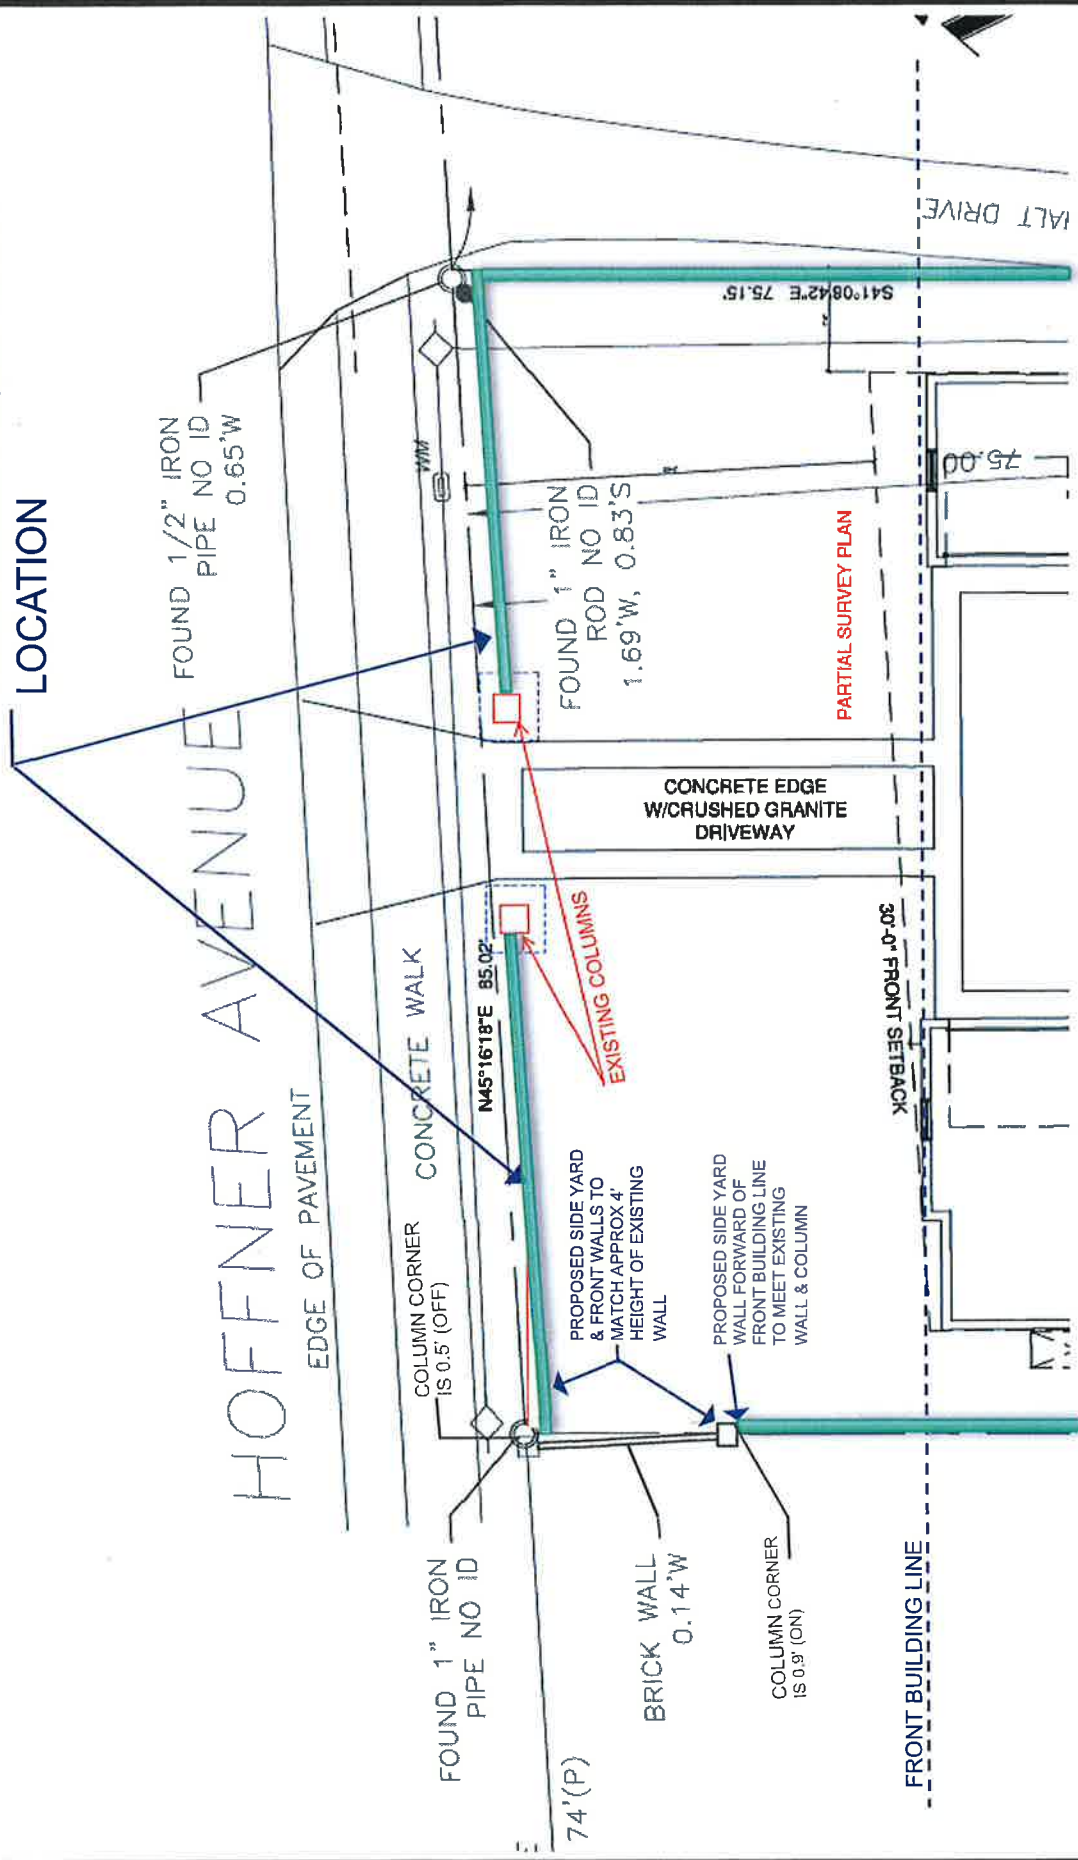 LOCATION
HOFFNER AVENUE
EDGE OF PAVEMENT
FOUND 1/2" IRON
PIPE NO ID
0.65'W
CONCRETE WALK
COLUMN CORNER
IS 0.5' (OFF)
N45°16'18"E 85.02'
WM
FOUND 1" IRON
PIPE NO ID
FOUND 1" IRON
ROD NO ID
1.69'W, 0.83'S
EXISTING COLUMNS
PROPOSED SIDE YARD
& FRONT WALLS TO
MATCH APPROX 4'
HEIGHT OF EXISTING
WALL
PROPOSED SIDE YARD
WALL FORWARD OF
FRONT BUILDING LINE
TO MEET EXISTING
WALL & COLUMN
BRICK WALL
0.14'W
COLUMN CORNER
IS 0.9' (ON)
74'(P)
CONCRETE EDGE
W/CRUSHED GRANITE
DRIVEWAY
PARTIAL SURVEY PLAN
S41°08'42"E 75.15'
75.00
HALT DRIVE
30'-0" FRONT SETBACK
FRONT BUILDING LINE